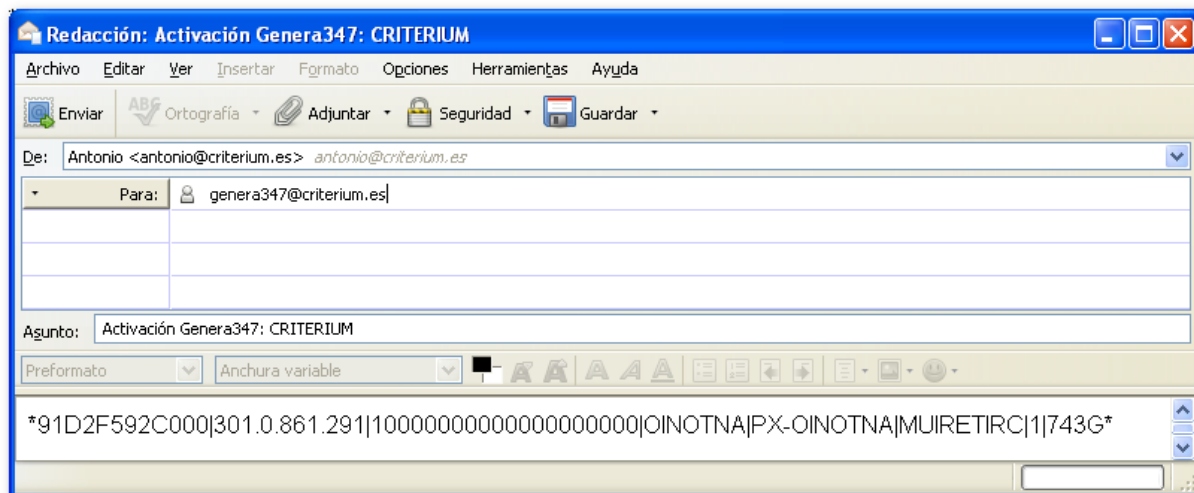 Redacción: Activación Genera347: CRITERIUM
Archivo Editar Ver Insertar Formato Opciones Herramientas Ayuda
Enviar ABC Ortografía Adjuntar Seguridad Guardar
De: Antonio <antonio@criterium.es> antonio@criterium.es
Para: genera347@criterium.es
Asunto: Activación Genera347: CRITERIUM
Preformato Anchura variable
*91D2F592C000|301.0.861.291|10000000000000000000|OINOTNA|PX-OINOTNA|MUIRETIRC|1|743G*